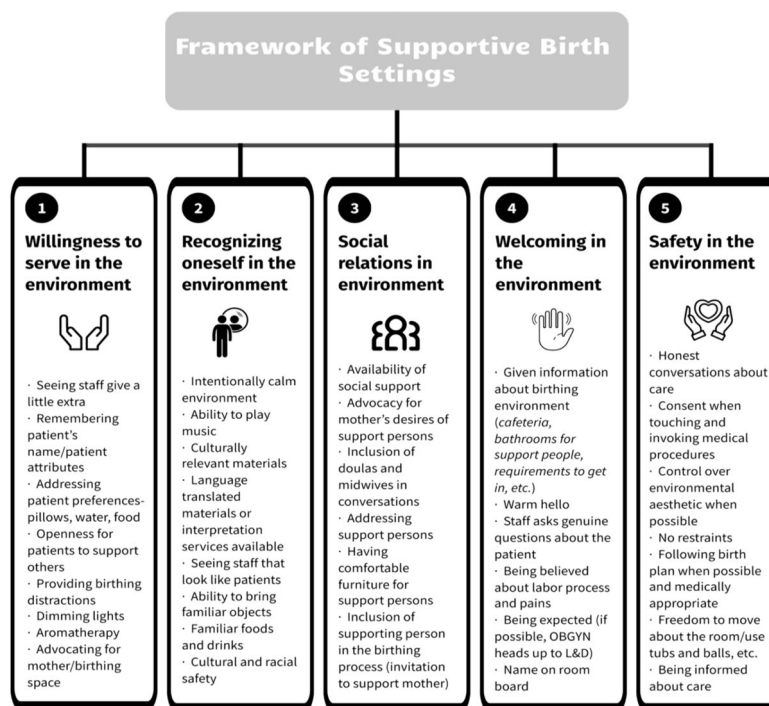 Framework of Supportive Birth
Settings
1
Willingness to
serve in the
environment
· Seeing staff give a
little extra
· Remembering
patient's
name/patient
attributes
· Addressing
patient preferences-
pillows, water, food
· Openness for
patients to support
others
· Providing birthing
distractions
· Dimming lights
· Aromatherapy
· Advocating for
mother/birthing
space
2
Recognizing
oneself in the
environment
· Intentionally calm
environment
· Ability to play
music
· Culturally
relevant materials
· Language
translated
materials or
interpretation
services available
· Seeing staff that
look like patients
· Ability to bring
familiar objects
· Familiar foods
and drinks
· Cultural and racial
safety
3
Social
relations in
environment
· Availability of
social support
· Advocacy for
mother's desires of
support persons
· Inclusion of
doulas and
midwives in
conversations
· Addressing
support persons
· Having
comfortable
furniture for
support persons
· Inclusion of
supporting person
in the birthing
process (invitation
to support mother)
4
Welcoming in
the
environment
· Given information
about birthing
environment
(cafeteria,
bathrooms for
support people,
requirements to get
in, etc.)
· Warm hello
· Staff asks genuine
questions about the
patient
· Being believed
about labor process
and pains
· Being expected (if
possible, OBGYN
heads up to L&D)
· Name on room
board
5
Safety in the
environment
· Honest
conversations about
care
· Consent when
touching and
invoking medical
procedures
· Control over
environmental
aesthetic when
possible
· No restraints
· Following birth
plan when possible
and medically
appropriate
· Freedom to move
about the room/use
tubs and balls, etc.
· Being informed
about care